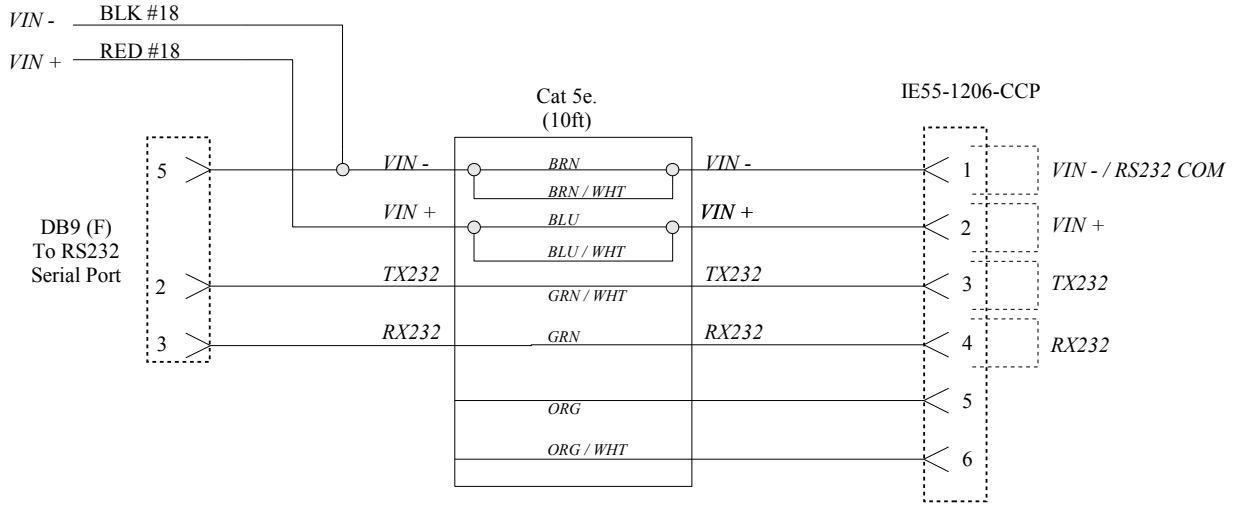 VIN - BLK #18
VIN + RED #18
Cat 5e.
(10ft)
IE55-1206-CCP
5 VIN - BRN VIN - 1 VIN - / RS232 COM
BRN / WHT
VIN + BLU VIN + 2 VIN +
DB9 (F)
To RS232
Serial Port
BLU / WHT
2 TX232 TX232 3 TX232
GRN / WHT
3 RX232 GRN RX232 4 RX232
ORG 5
ORG / WHT 6